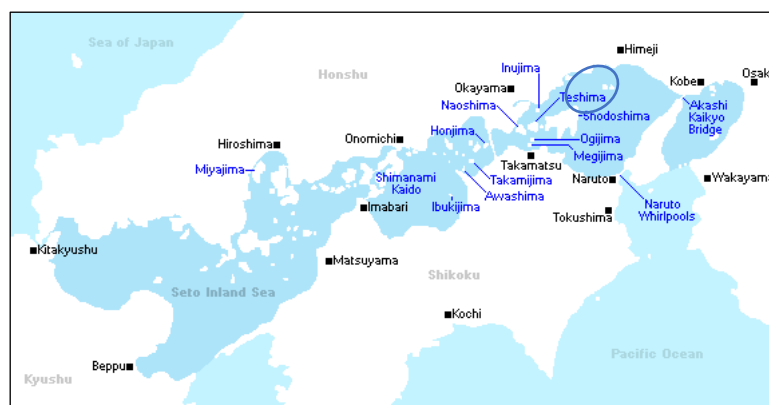 Sea of Japan
Honshu
Himeji
Okayama
Inujima
Kobe
Osak
Naoshima
Teshima
Akashi
Kaikyo
Bridge
Shodoshima
Hiroshima
Onomichi
Honjima
Ogijima
Megijima
Miyajima
Takamatsu
Shimanami
Kaido
Takamijima
Awashima
Naruto
Wakayama
Imabari
Ibukijima
Tokushima
Naruto
Whirlpools
Kitakyushu
Matsuyama
Shikoku
Seto Inland Sea
Kochi
Pacific Ocean
Beppu
Kyushu